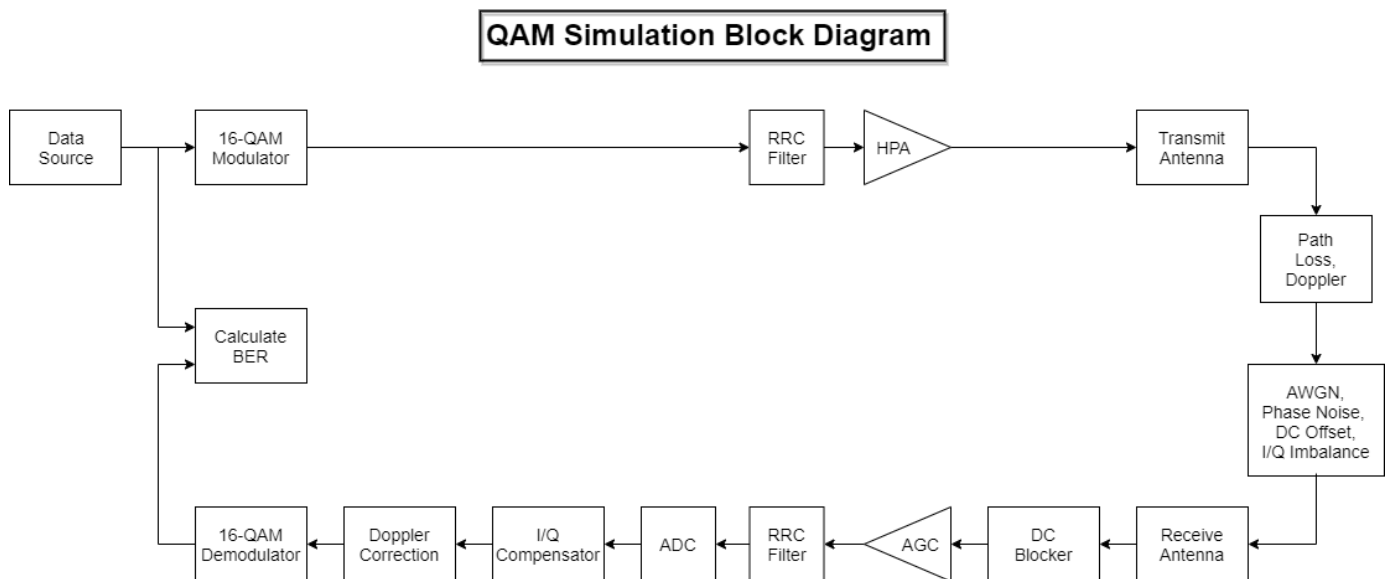 QAM Simulation Block Diagram
Data
Source
16-QAM
Modulator
RRC
Filter
HPA
Transmit
Antenna
Path
Loss,
Doppler
Calculate
BER
AWGN,
Phase Noise,
DC Offset,
I/Q Imbalance
16-QAM
Demodulator
Doppler
Correction
I/Q
Compensator
ADC
RRC
Filter
AGC
DC
Blocker
Receive
Antenna